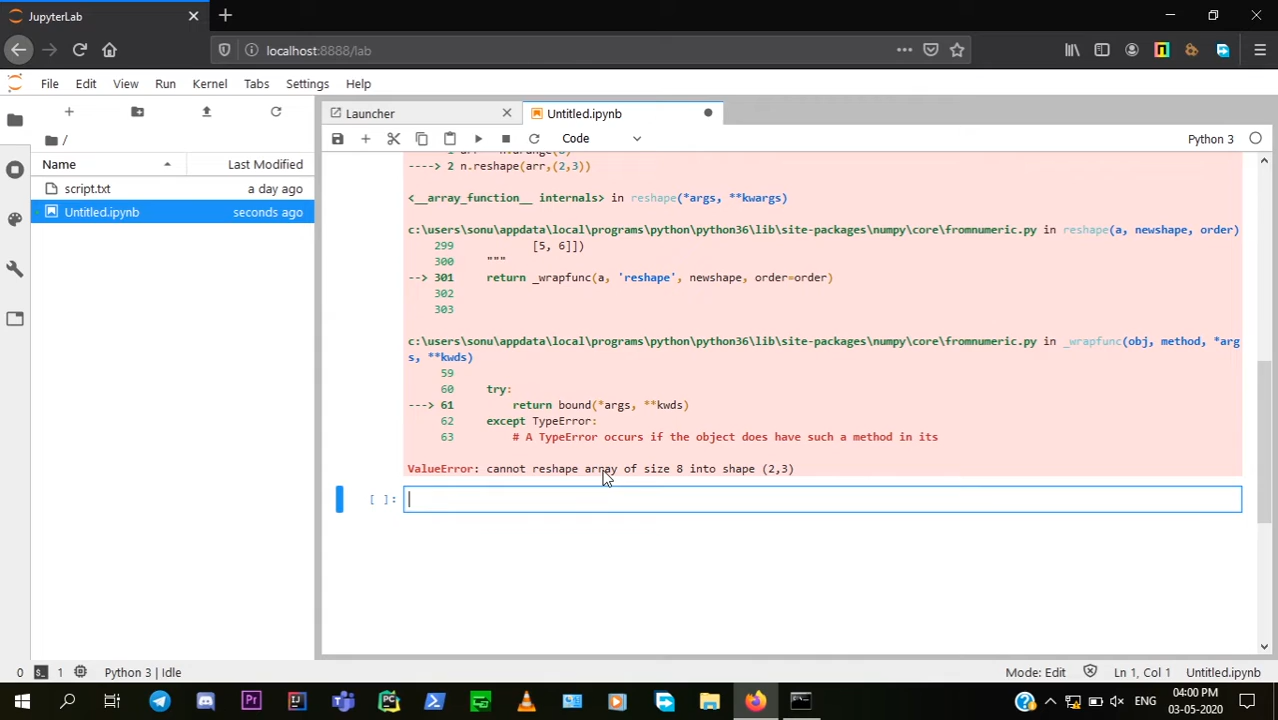 JupyterLab
localhost:8888/lab
File Edit View Run Kernel Tabs Settings Help
Launcher
Untitled.ipynb
/
Code
Python 3
Name Last Modified
script.txt a day ago
Untitled.ipynb seconds ago
----> 2 n.reshape(arr,(2,3))
<__array_function__ internals> in reshape(*args, **kwargs)
c:\users\sonu\appdata\local\programs\python\python36\lib\site-packages\numpy\core\fromnumeric.py in reshape(a, newshape, order)
299 [5, 6]])
300 """
--> 301 return _wrapfunc(a, 'reshape', newshape, order=order)
302
303
c:\users\sonu\appdata\local\programs\python\python36\lib\site-packages\numpy\core\fromnumeric.py in _wrapfunc(obj, method, *arg
s, **kwds)
59
60 try:
---> 61 return bound(*args, **kwds)
62 except TypeError:
63 # A TypeError occurs if the object does have such a method in its
ValueError: cannot reshape array of size 8 into shape (2,3)
[ ]:
0 1 Python 3 | Idle Mode: Edit Ln 1, Col 1 Untitled.ipynb
ENG
04:00 PM
03-05-2020